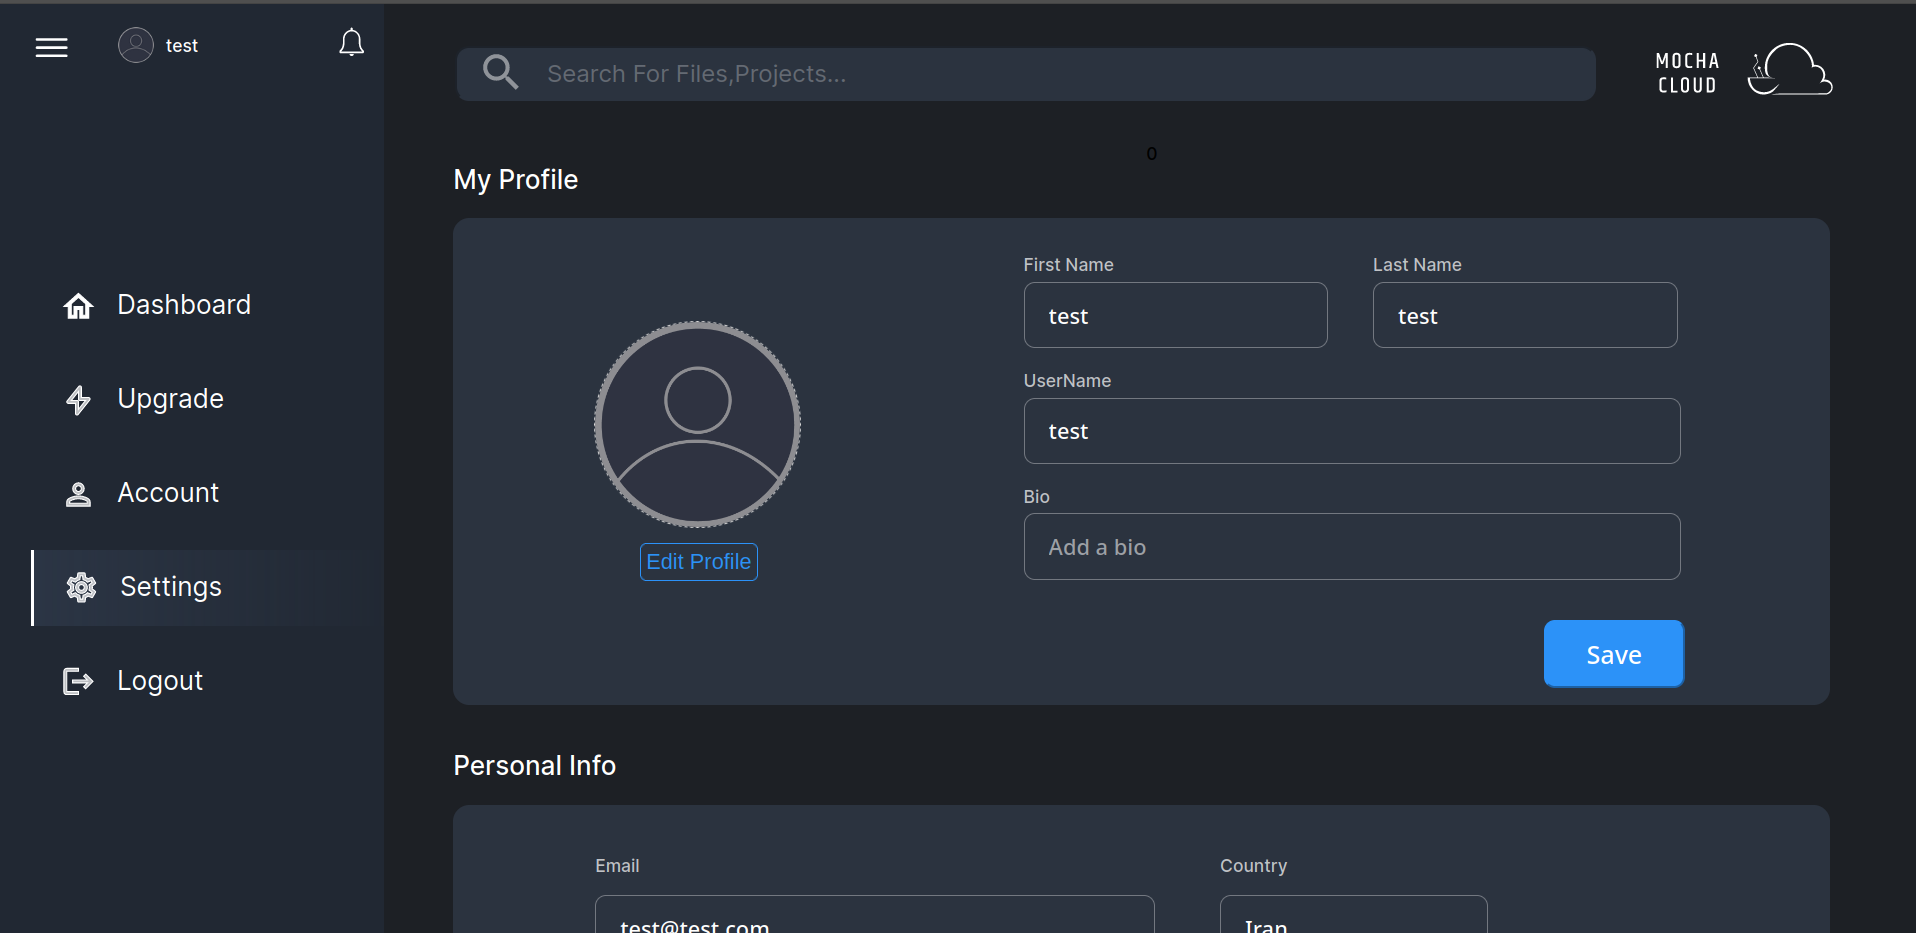 test
Search For Files,Projects...
MOCHA
CLOUD
0
My Profile
First Name
Last Name
test
test
UserName
test
Bio
Add a bio
Edit Profile
Save
Dashboard
Upgrade
Account
Settings
Logout
Personal Info
Email
Country
test@test.com
Iran